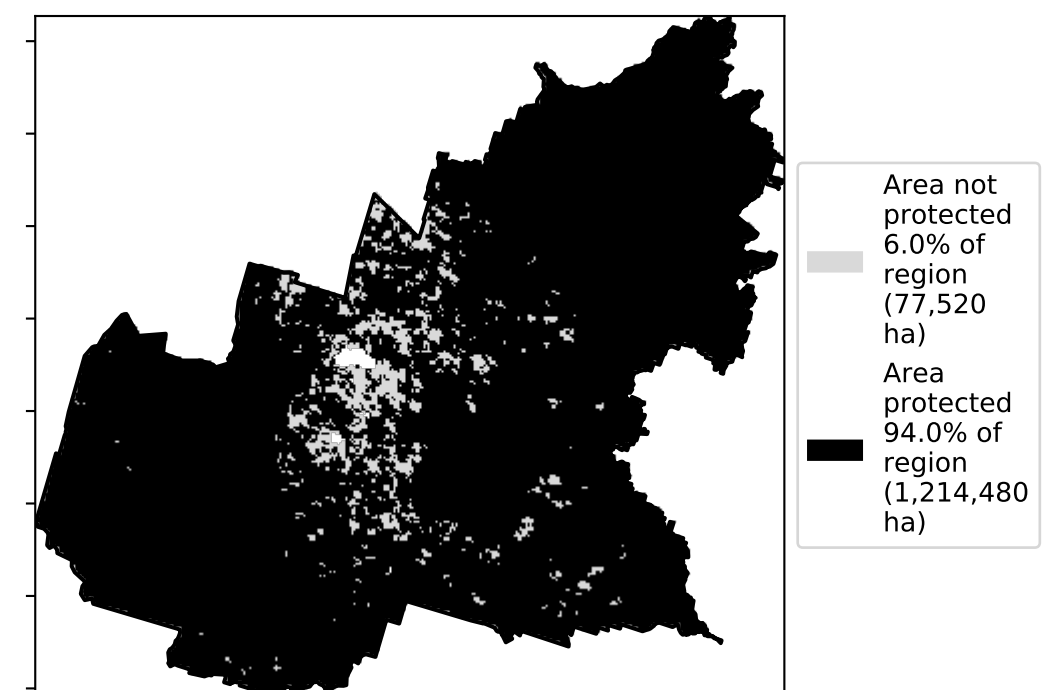 Area not
protected
6.0% of
region
(77,520
ha)
Area
protected
94.0% of
region
(1,214,480
ha)